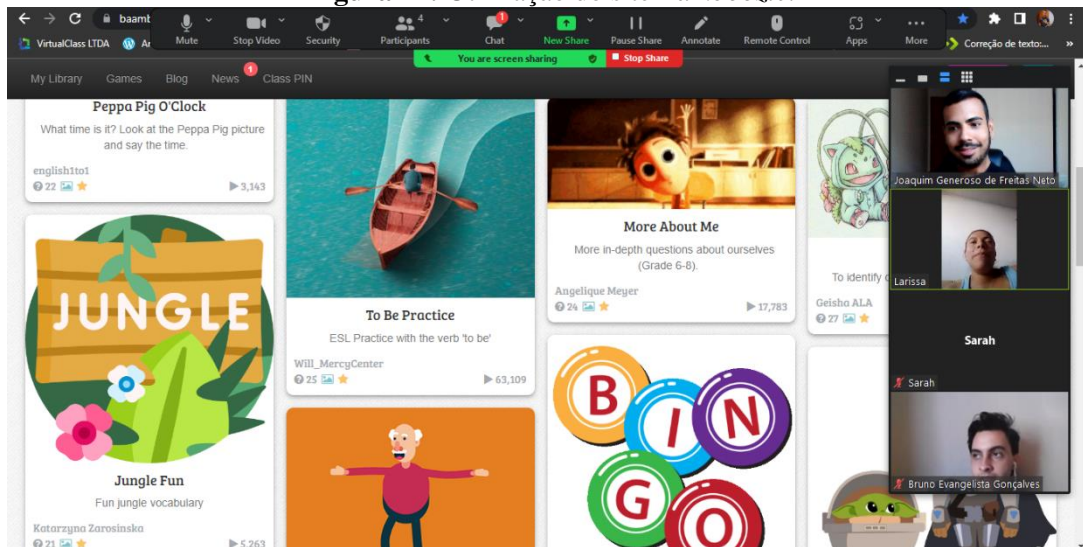 baamb
4
1
Mute
Stop Video
Security
Participants
Chat
New Share
Pause Share
Annotate
Remote Control
Apps
More
VirtualClass LTDA
Correção de texto:...
»
You are screen sharing
Stop Share
My Library
Games
Blog
News
1
Class PIN
Peppa Pig O'Clock
What time is it? Look at the Peppa Pig picture
and say the time.
english1to1
22
3,143
JUNGLE
Jungle Fun
Fun jungle vocabulary
Katarzyna Zarosinska
21
5,263
To Be Practice
ESL Practice with the verb 'to be'
Will_MercyCenter
25
63,109
More About Me
More in-depth questions about ourselves
(Grade 6-8).
Angelique Meyer
24
17,783
BINGO
To identify
Geisha ALA
27
Joaquim Generoso de Freitas Neto
Larissa
Sarah
Sarah
Bruno Evangelista Gonçalves